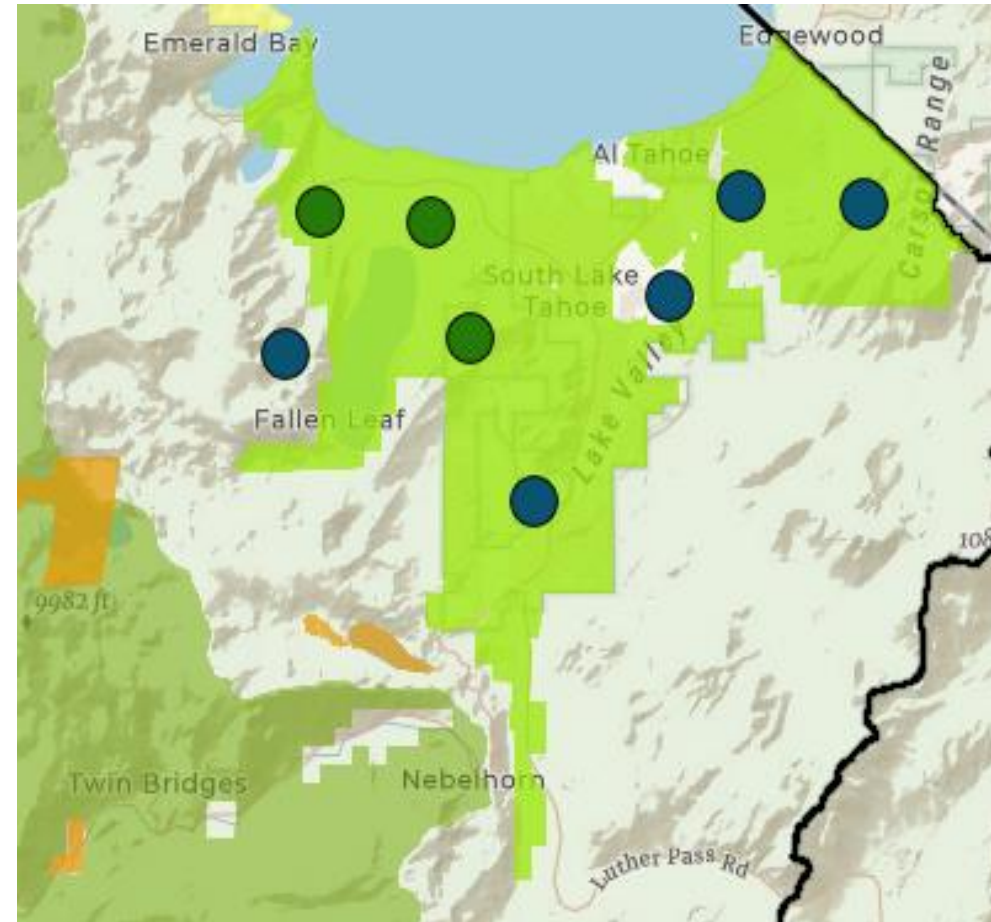 Emerald Bay
Edgewood
Carson Range
Al Tahoe
South Lake
Tahoe
Lake Valley
Fallen Leaf
108
9982 ft
Twin Bridges
Nebelhorn
Luther Pass Rd